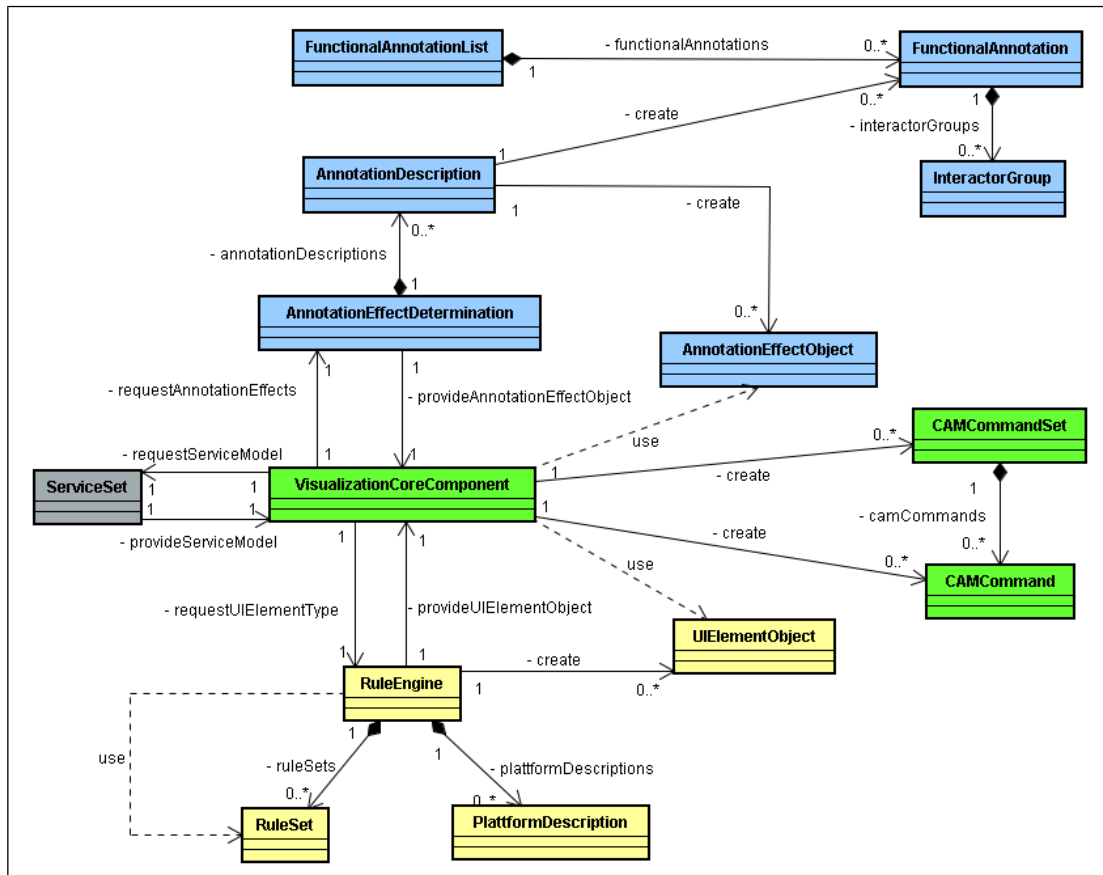 FunctionalAnnotationList
- functionalAnnotations
1
0..*
FunctionalAnnotation
1
- interactorGroups
0..*
InteractorGroup
- create
0..*
1
AnnotationDescription
1
- create
0..*
0..*
- annotationDescriptions
1
AnnotationEffectDetermination
AnnotationEffectObject
1
1
- requestAnnotationEffects
- provideAnnotationEffectObject
use
1
1
- requestServiceModel
ServiceSet
1
1
1
1
- provideServiceModel
VisualizationCoreComponent
1
- create
0..*
CAMCommandSet
1
- camCommands
0..*
1
- create
0..*
CAMCommand
use
1
1
- requestUIElementType
- provideUIElementObject
1
1
UIElementObject
RuleEngine
1
- create
0..*
use
1
- ruleSets
0..*
1
- plattformDescriptions
0..*
RuleSet
PlattformDescription